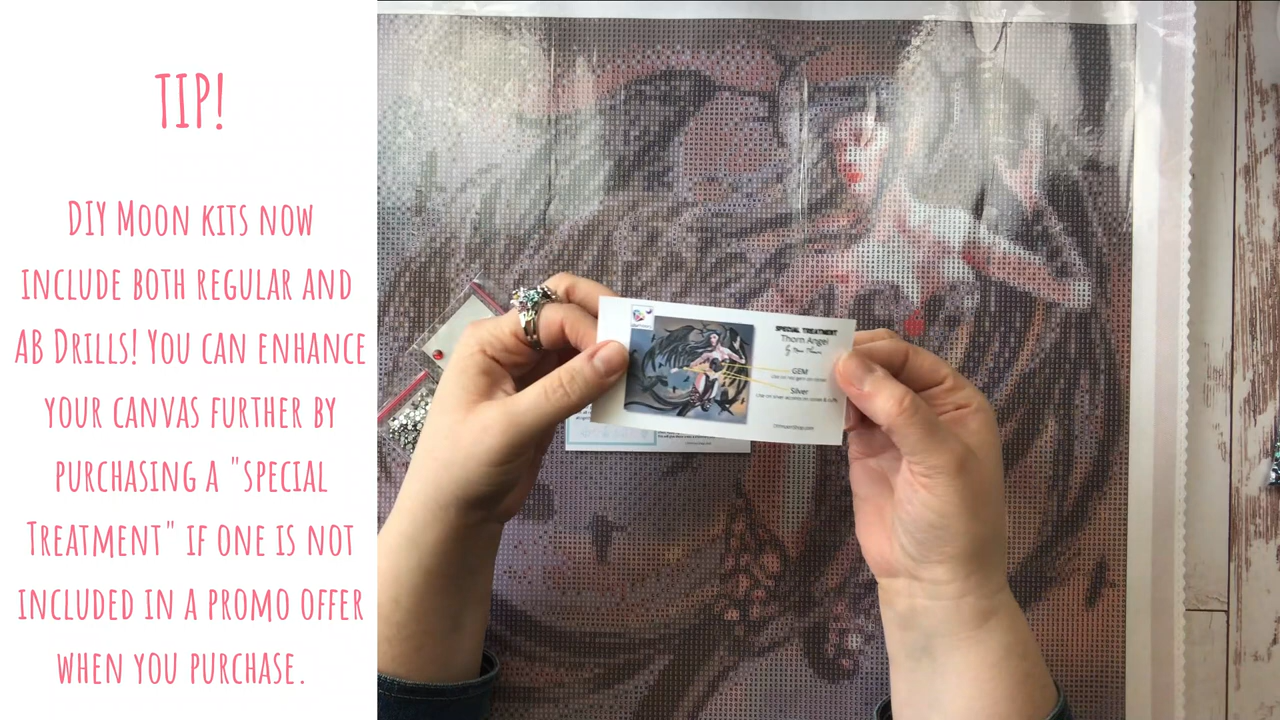 TIP!
DIY Moon kits now
include both regular and
AB Drills! You can enhance
your canvas further by
purchasing a "special
Treatment" if one is not
included in a promo offer
when you purchase.
SPECIAL TREATMENT
Thorn Angel
GEM
Silver